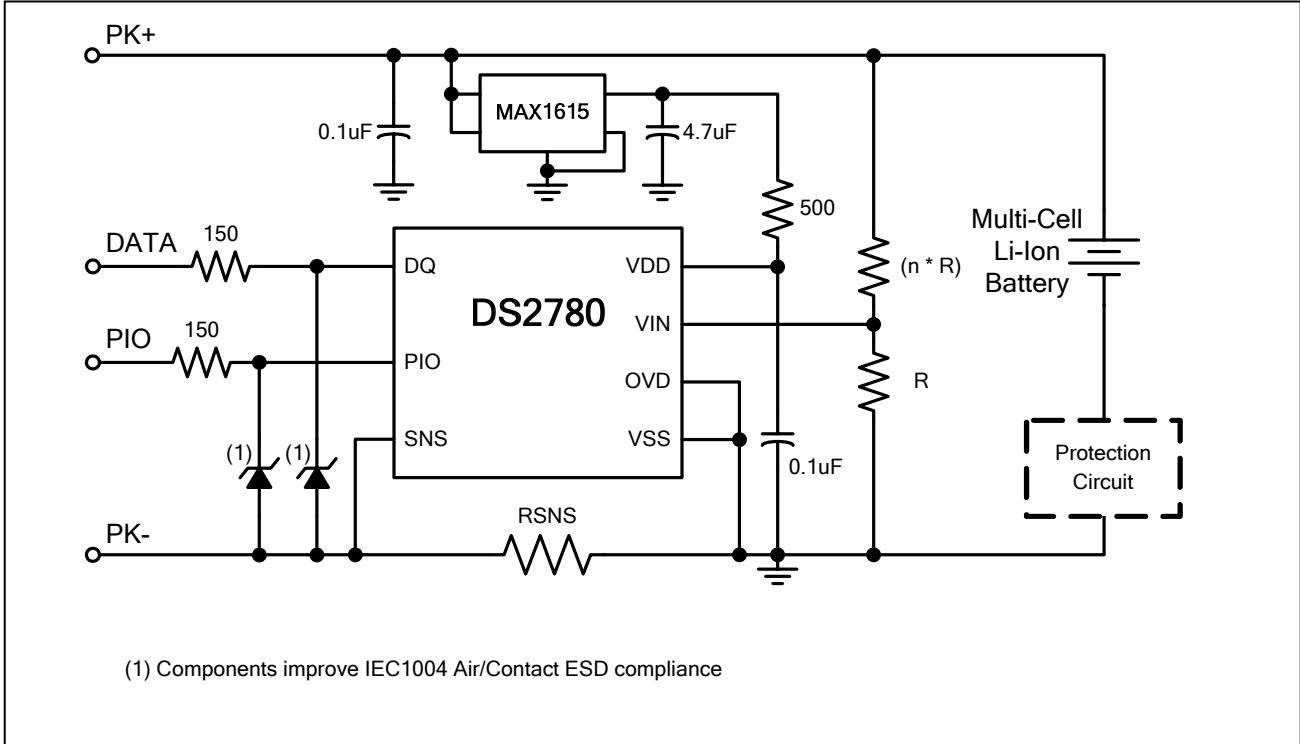 PK+
MAX1615
0.1uF
4.7uF
500
Multi-Cell
Li-Ion
Battery
DATA
150
DQ
VDD
(n * R)
DS2780
VIN
PIO
150
PIO
OVD
R
SNS
VSS
(1)
(1)
0.1uF
Protection
Circuit
RSNS
PK-
(1) Components improve IEC1004 Air/Contact ESD compliance